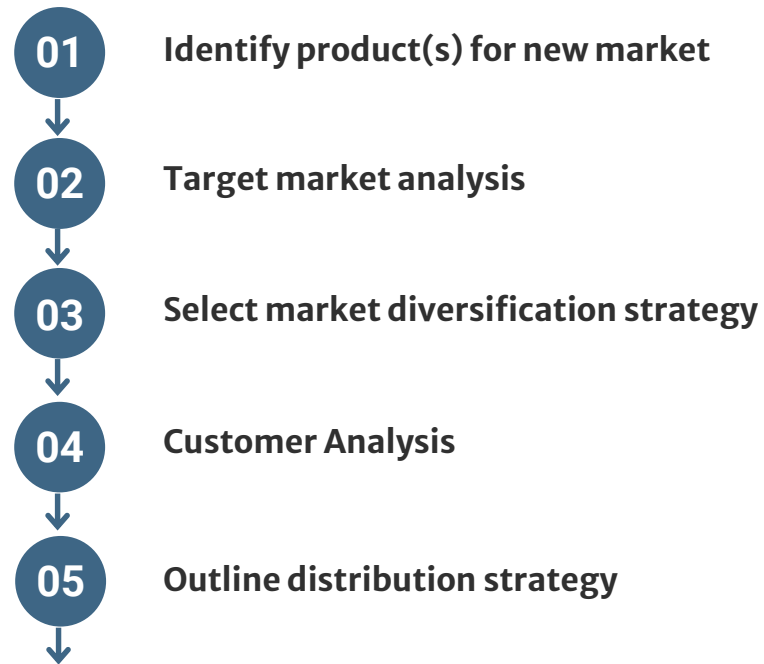 01 Identify product(s) for new market
02 Target market analysis
03 Select market diversification strategy
04 Customer Analysis
05 Outline distribution strategy